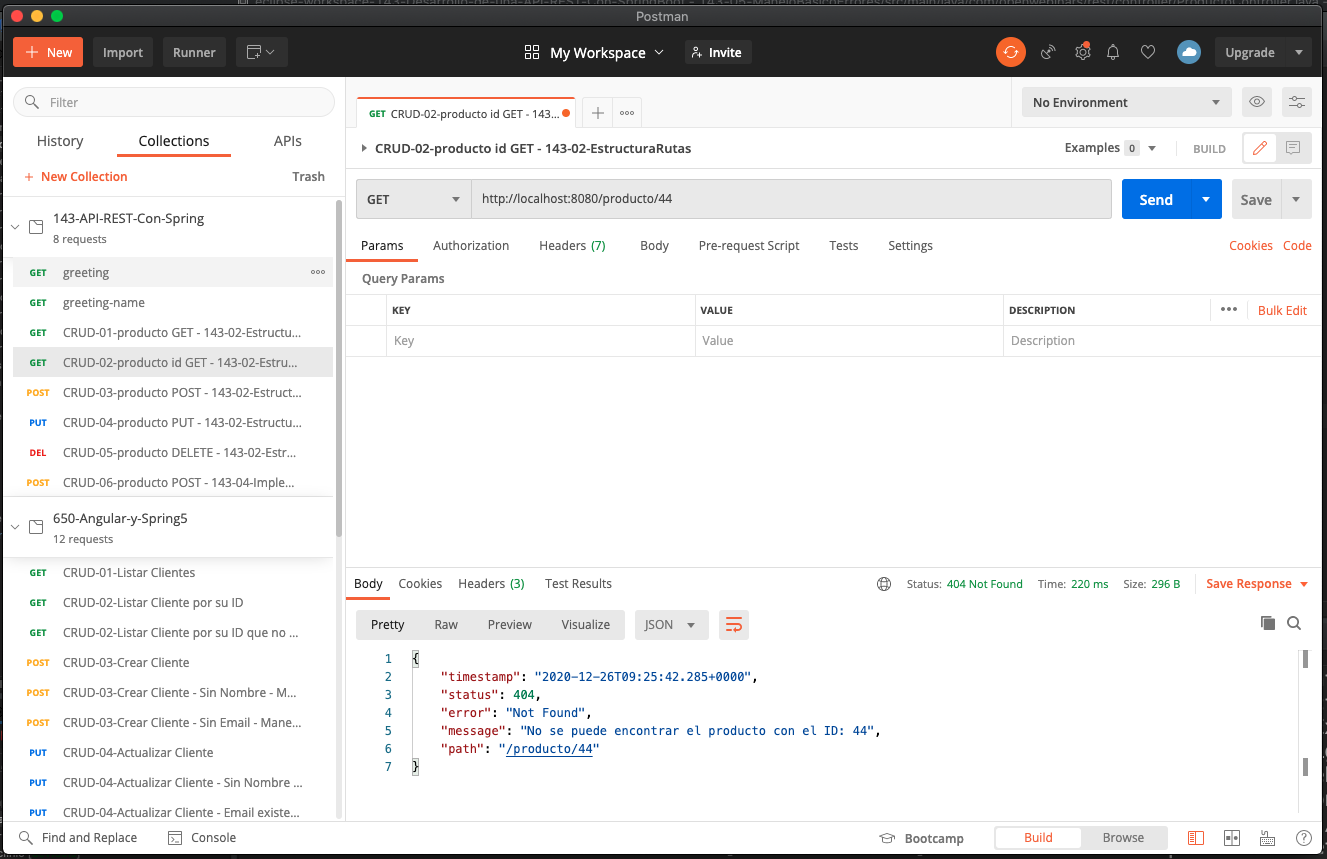 Postman
New
Import
Runner
My Workspace
Invite
Upgrade
Filter
History
Collections
APIs
+ New Collection
Trash
143-API-REST-Con-Spring
8 requests
GET greeting
GET greeting-name
GET CRUD-01-producto GET - 143-02-Estructu...
GET CRUD-02-producto id GET - 143-02-Estru...
POST CRUD-03-producto POST - 143-02-Estruct...
PUT CRUD-04-producto PUT - 143-02-Estructu...
DEL CRUD-05-producto DELETE - 143-02-Estr...
POST CRUD-06-producto POST - 143-04-Imple...
650-Angular-y-Spring5
12 requests
GET CRUD-01-Listar Clientes
GET CRUD-02-Listar Cliente por su ID
GET CRUD-02-Listar Cliente por su ID que no ...
POST CRUD-03-Crear Cliente
POST CRUD-03-Crear Cliente - Sin Nombre - M...
POST CRUD-03-Crear Cliente - Sin Email - Mane...
PUT CRUD-04-Actualizar Cliente
PUT CRUD-04-Actualizar Cliente - Sin Nombre ...
PUT CRUD-04-Actualizar Cliente - Email existe...
GET CRUD-02-producto id GET - 143...
No Environment
CRUD-02-producto id GET - 143-02-EstructuraRutas
Examples 0
BUILD
GET
http://localhost:8080/producto/44
Send
Save
Params Authorization Headers (7) Body Pre-request Script Tests Settings
Cookies Code
Query Params
KEY VALUE DESCRIPTION
Bulk Edit
Key Value Description
Body Cookies Headers (3) Test Results
Status: 404 Not Found Time: 220 ms Size: 296 B
Save Response
Pretty Raw Preview Visualize JSON
1 {
2 "timestamp": "2020-12-26T09:25:42.285+0000",
3 "status": 404,
4 "error": "Not Found",
5 "message": "No se puede encontrar el producto con el ID: 44",
6 "path": "/producto/44"
7 }
Find and Replace
Console
Bootcamp
Build
Browse